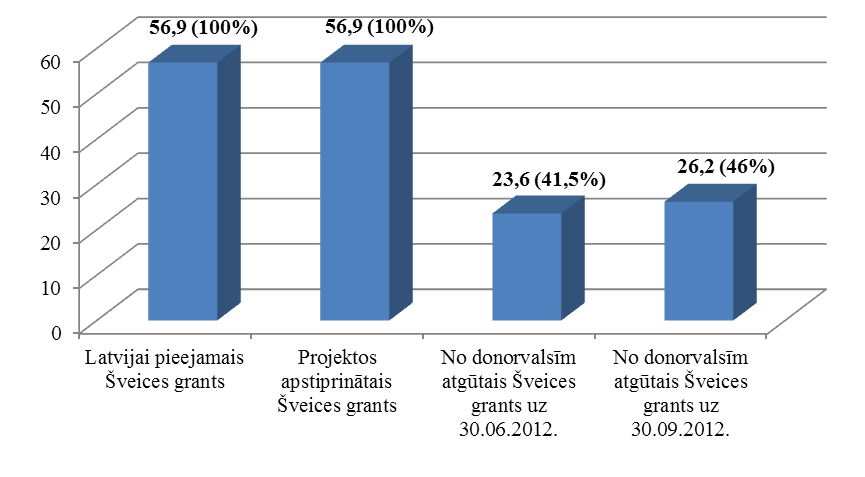 56,9 (100%)
56,9 (100%)
23,6 (41,5%)
26,2 (46%)
60
50
40
30
20
10
0
Latvijai pieejamais
Šveices grants
Projektos
apstiprinātais
Šveices grants
No donorvalsīm
atgūtais Šveices
grants uz
30.06.2012.
No donorvalsīm
atgūtais Šveices
grants uz
30.09.2012.